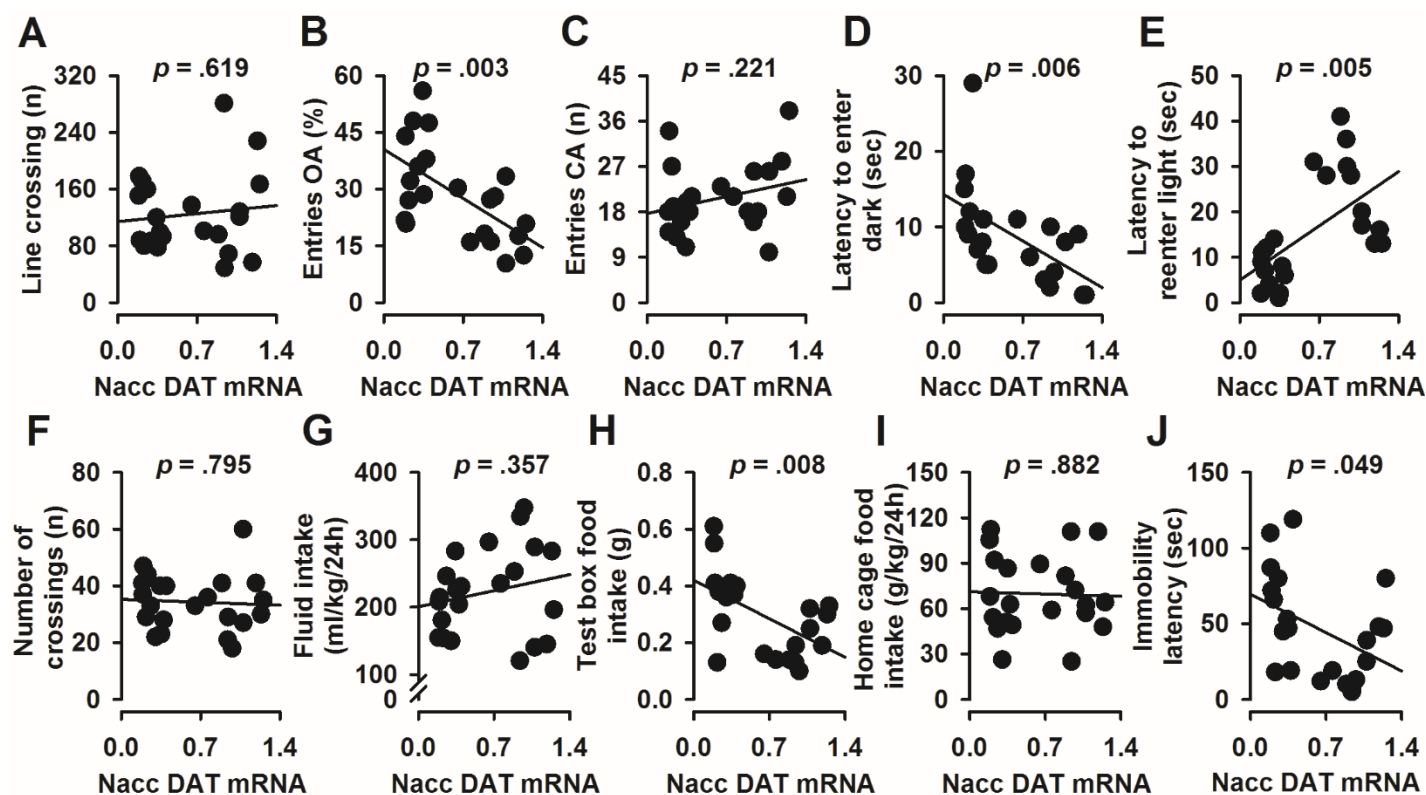 A
p = .619
Line crossing (n)
320
240
160
80
0
0.0 0.7 1.4
Nacc DAT mRNA
B
p = .003
Entries OA (%)
60
45
30
15
0
0.0 0.7 1.4
Nacc DAT mRNA
C
p = .221
Entries CA (n)
45
36
27
18
9
0
0.0 0.7 1.4
Nacc DAT mRNA
D
p = .006
Latency to enter
dark (sec)
30
20
10
0
0.0 0.7 1.4
Nacc DAT mRNA
E
p = .005
Latency to
reenter light (sec)
50
40
30
20
10
0
0.0 0.7 1.4
Nacc DAT mRNA
F
p = .795
Number of
crossings (n)
80
60
40
20
0
0.0 0.7 1.4
Nacc DAT mRNA
G
p = .357
Fluid intake
(ml/kg/24h)
400
300
200
100
0
0.0 0.7 1.4
Nacc DAT mRNA
H
p = .008
Test box food
intake (g)
0.8
0.6
0.4
0.2
0.0
0.0 0.7 1.4
Nacc DAT mRNA
I
p = .882
Home cage food
intake (g/kg/24h)
150
120
90
60
30
0
0.0 0.7 1.4
Nacc DAT mRNA
J
p = .049
Immobility
latency (sec)
150
120
90
60
30
0
0.0 0.7 1.4
Nacc DAT mRNA